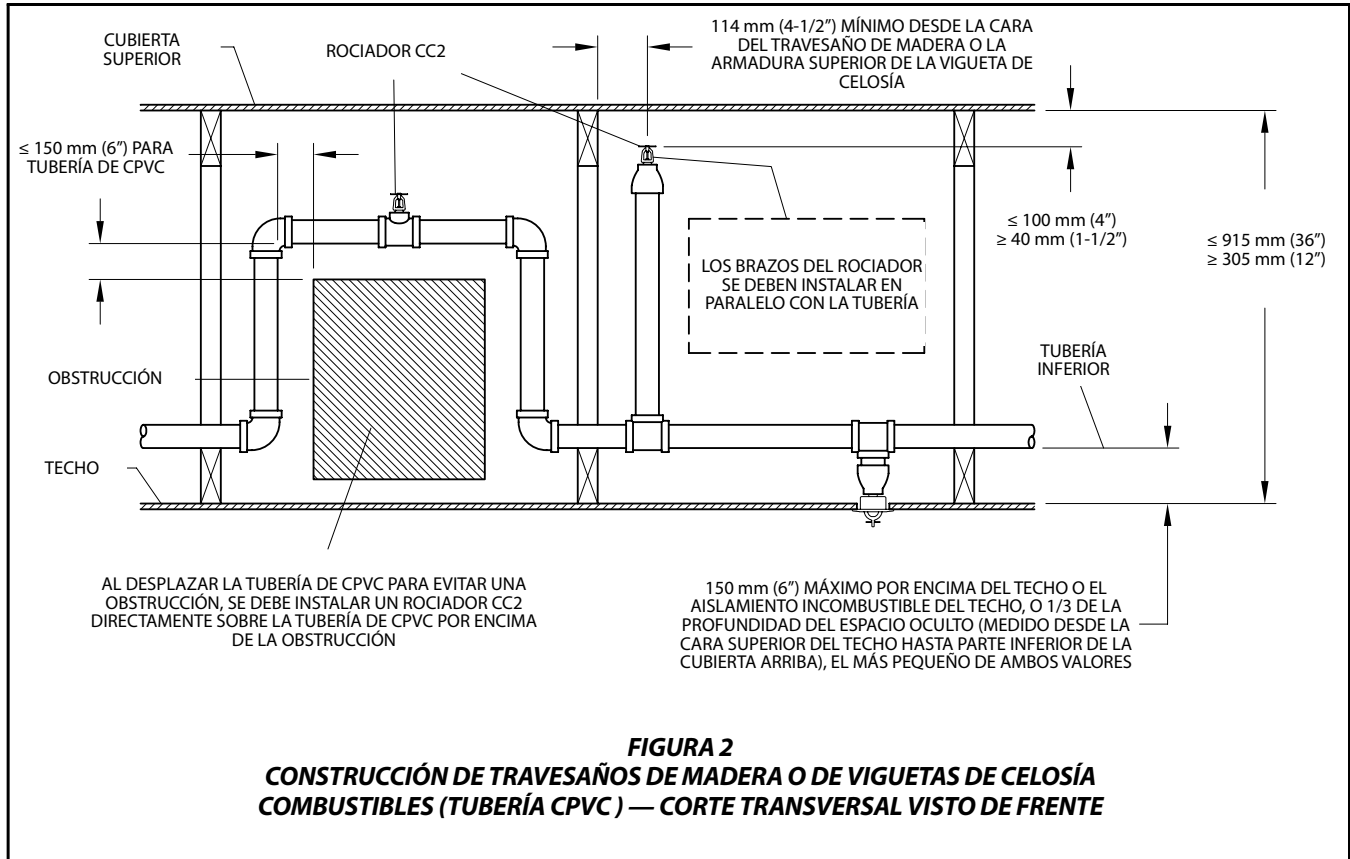 CUBIERTA
SUPERIOR
ROCIADOR CC2
114 mm (4-1/2”) MÍNIMO DESDE LA CARA
DEL TRAVESAÑO DE MADERA O LA
ARMADURA SUPERIOR DE LA VIGUETA DE
CELOSÍA
≤ 150 mm (6”) PARA
TUBERÍA DE CPVC
≤ 100 mm (4”)
≥ 40 mm (1-1/2”)
≤ 915 mm (36”)
≥ 305 mm (12”)
LOS BRAZOS DEL ROCIADOR
SE DEBEN INSTALAR EN
PARALELO CON LA TUBERÍA
OBSTRUCCIÓN
TUBERÍA
INFERIOR
TECHO
AL DESPLAZAR LA TUBERÍA DE CPVC PARA EVITAR UNA
OBSTRUCCIÓN, SE DEBE INSTALAR UN ROCIADOR CC2
DIRECTAMENTE SOBRE LA TUBERÍA DE CPVC POR ENCIMA
DE LA OBSTRUCCIÓN
150 mm (6”) MÁXIMO POR ENCIMA DEL TECHO O EL
AISLAMIENTO INCOMBUSTIBLE DEL TECHO, O 1/3 DE LA
PROFUNDIDAD DEL ESPACIO OCULTO (MEDIDO DESDE LA
CARA SUPERIOR DEL TECHO HASTA PARTE INFERIOR DE LA
CUBIERTA ARRIBA), EL MÁS PEQUEÑO DE AMBOS VALORES
FIGURA 2
CONSTRUCCIÓN DE TRAVESAÑOS DE MADERA O DE VIGUETAS DE CELOSÍA
COMBUSTIBLES (TUBERÍA CPVC ) — CORTE TRANSVERSAL VISTO DE FRENTE